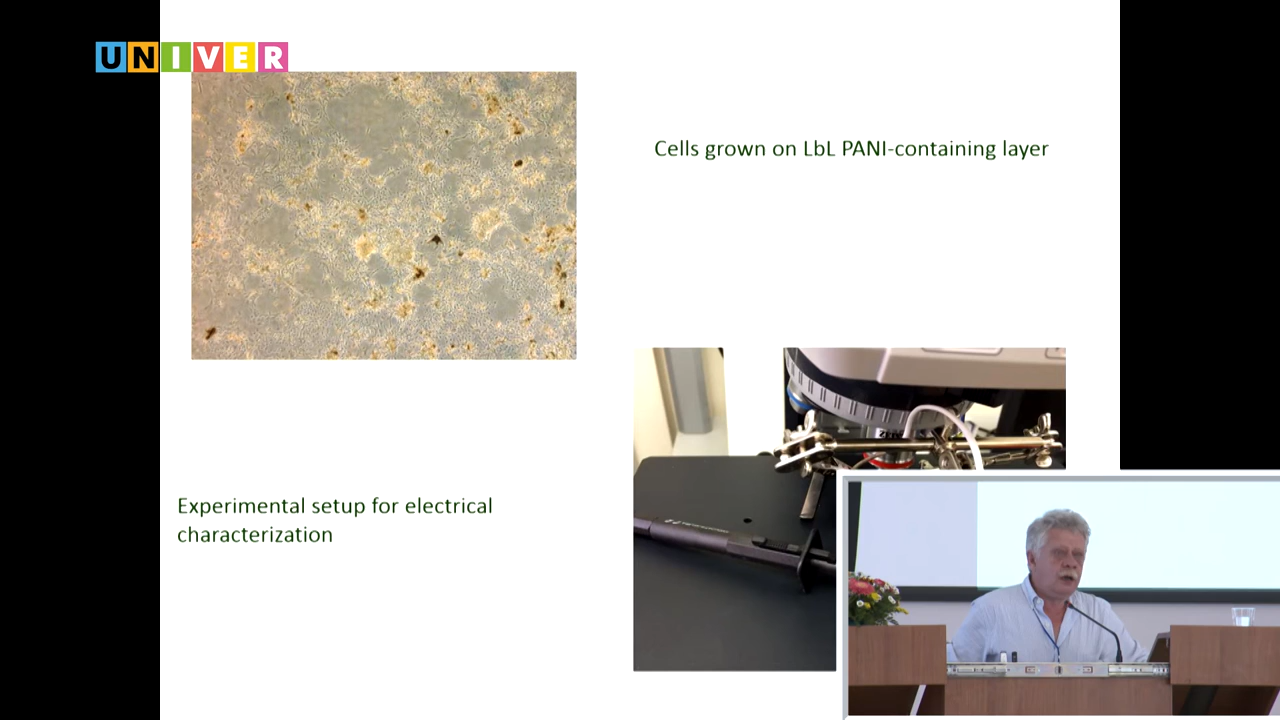 UNIVER
Cells grown on LbL PANI-containing layer
Experimental setup for electrical
characterization